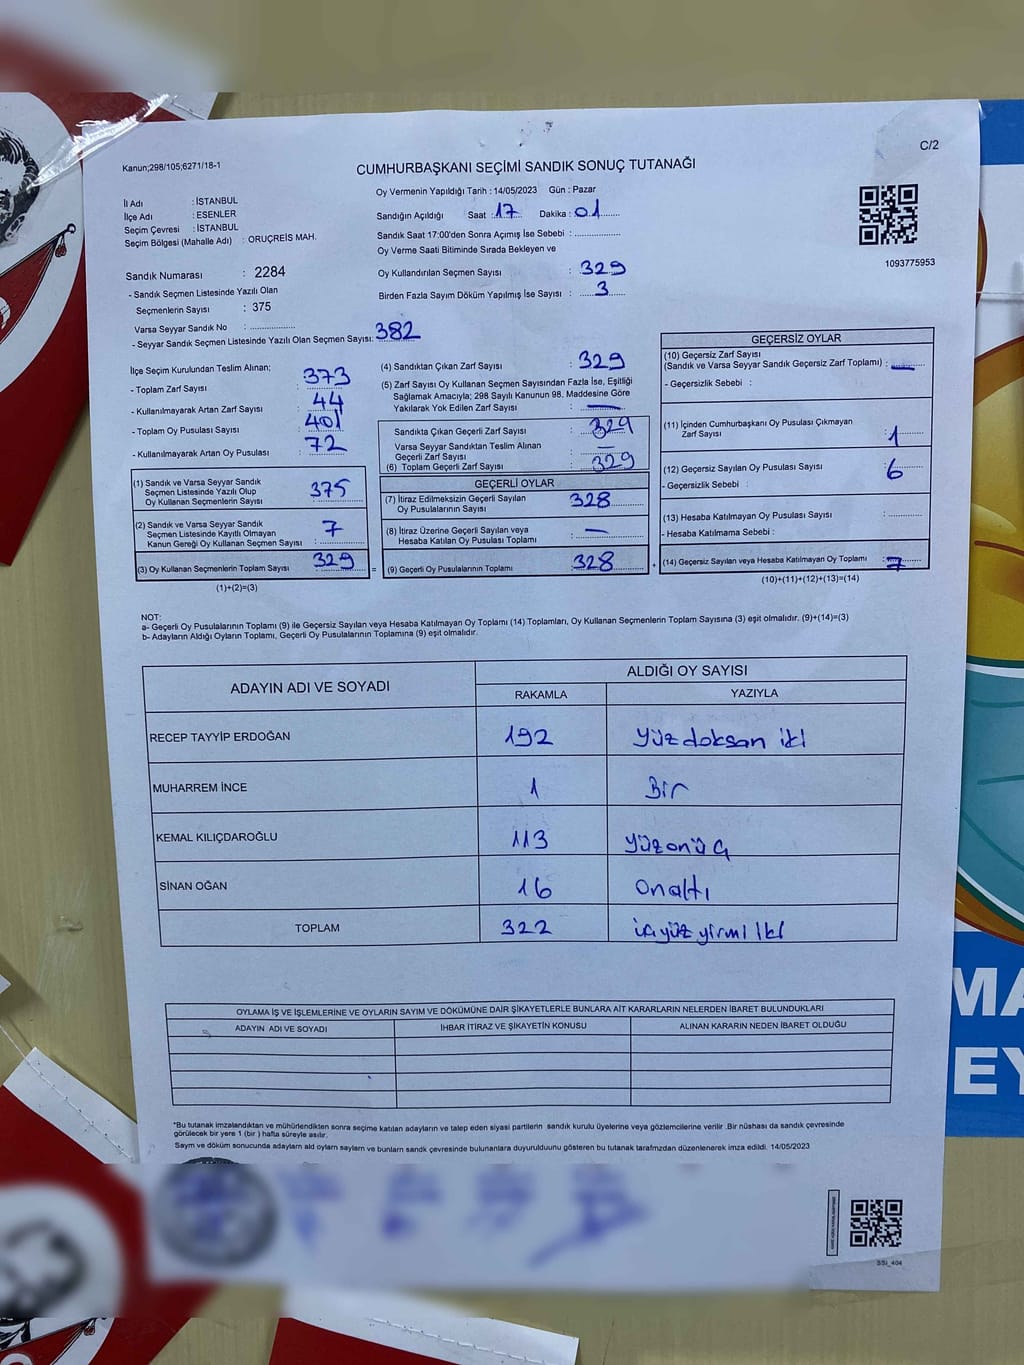 Kanun;298/105;6271/18-1
C/2
CUMHURBAŞKANI SEÇİMİ SANDIK SONUÇ TUTANAĞI
Oy Vermenin Yapıldığı Tarih : 14/05/2023 Gün : Pazar
İl Adı : İSTANBUL
İlçe Adı : ESENLER
Seçim Çevresi : İSTANBUL
Seçim Bölgesi (Mahalle Adı) : ORUÇREİS MAH.
Sandığın Açıldığı Saat : 17 Dakika : 01
Sandık Saat 17:00'den Sonra Açımış İse Sebebi :
Oy Verme Saati Bitiminde Sırada Bekleyen ve
Oy Kullandırılan Seçmen Sayısı : 329
Birden Fazla Sayım Döküm Yapılmış İse Sayısı : 3
1093775953
Sandık Numarası : 2284
- Sandık Seçmen Listesinde Yazılı Olan
Seçmenlerin Sayısı : 375
Varsa Seyyar Sandık No :
- Seyyar Sandık Seçmen Listesinde Yazılı Olan Seçmen Sayısı: 382
İlçe Seçim Kurulundan Teslim Alınan;
- Toplam Zarf Sayısı : 373
- Kullanılmayarak Artan Zarf Sayısı : 44
- Toplam Oy Pusulası Sayısı : 401
- Kullanılmayarak Artan Oy Pusulası : 72
(1) Sandık ve Varsa Seyyar Sandık
Seçmen Listesinde Yazılı Olup
Oy Kullanan Seçmenlerin Sayısı : 375
(2) Sandık ve Varsa Seyyar Sandık
Seçmen Listesinde Kayıtlı Olmayan
Kanun Gereği Oy Kullanan Seçmen Sayısı : 7
(3) Oy Kullanan Seçmenlerin Toplam Sayısı : 329
(1)+(2)=(3)
(4) Sandıktan Çıkan Zarf Sayısı : 329
(5) Zarf Sayısı Oy Kullanan Seçmen Sayısından Fazla İse, Eşitliği
Sağlamak Amacıyla; 298 Sayılı Kanunun 98. Maddesine Göre
Yakılarak Yok Edilen Zarf Sayısı : —
Sandıkta Çıkan Geçerli Zarf Sayısı : 329
Varsa Seyyar Sandıktan Teslim Alınan
Geçerli Zarf Sayısı :
(6) Toplam Geçerli Zarf Sayısı : 329
GEÇERLİ OYLAR
(7) İtiraz Edilmeksizin Geçerli Sayılan
Oy Pusulalarının Sayısı : 328
(8) İtiraz Üzerine Geçerli Sayılan veya
Hesaba Katılan Oy Pusulası Toplamı : —
= (9) Geçerli Oy Pusulalarının Toplamı : 328
GEÇERSİZ OYLAR
(10) Geçersiz Zarf Sayısı
(Sandık ve Varsa Seyyar Sandık Geçersiz Zarf Toplamı) : —
- Geçersizlik Sebebi :
(11) İçinden Cumhurbaşkanı Oy Pusulası Çıkmayan
Zarf Sayısı : 1
(12) Geçersiz Sayılan Oy Pusulası Sayısı : 6
- Geçersizlik Sebebi :
(13) Hesaba Katılmayan Oy Pusulası Sayısı :
- Hesaba Katılmama Sebebi :
+ (14) Geçersiz Sayılan veya Hesaba Katılmayan Oy Toplamı : 7
(10)+(11)+(12)+(13)=(14)
NOT:
a- Geçerli Oy Pusulalarının Toplamı (9) ile Geçersiz Sayılan veya Hesaba Katılmayan Oy Toplamı (14) Toplamları, Oy Kullanan Seçmenlerin Toplam Sayısına (3) eşit olmalıdır. (9)+(14)=(3)
b- Adayların Aldığı Oyların Toplamı, Geçerli Oy Pusulalarının Toplamına (9) eşit olmalıdır.
ADAYIN ADI VE SOYADI ALDIĞI OY SAYISI
RAKAMLA YAZIYLA
RECEP TAYYİP ERDOĞAN 192 Yüzdoksan iki
MUHARREM İNCE 1 Bir
KEMAL KILIÇDAROĞLU 113 Yüzonüç
SİNAN OĞAN 16 Onaltı
TOPLAM 322 üçyüz yirmi iki
OYLAMA İŞ VE İŞLEMLERİNE VE OYLARIN SAYIM VE DÖKÜMÜNE DAİR ŞİKAYETLERLE BUNLARA AİT KARARLARIN NELERDEN İBARET BULUNDUKLARI
ADAYIN ADI VE SOYADI İHBAR İTİRAZ VE ŞİKAYETİN KONUSU ALINAN KARARIN NEDEN İBARET OLDUĞU
*Bu tutanak imzalandıktan ve mühürlendikten sonra seçime katılan adayların ve talep eden siyasi partilerin sandık kurulu üyelerine veya gözlemcilerine verilir .Bir nüshası da sandık çevresinde
görülecek bir yere 1 (bir ) hafta süreyle asılır.
Sayım ve döküm sonucunda adayların ald oyların sayların ve bunların sandk çevresinde bulunanlara duyurulduunu gösteren bu tutanak tarafmzdan düzenlenerek imza edildi. 14/05/2023
SSİ_404
MA
EY